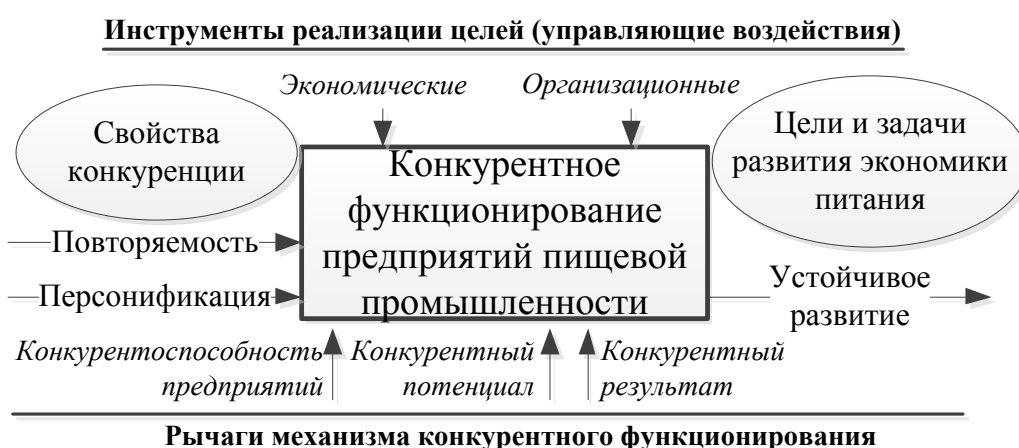 Инструменты реализации целей (управляющие воздействия)
Экономические
Организационные
Свойства
конкуренции
Цели и задачи
развития экономики
питания
Конкурентное
функционирование
предприятий пищевой
промышленности
Повторяемость
Персонификация
Устойчивое
развитие
Конкурентоспособность
предприятий
Конкурентный
потенциал
Конкурентный
результат
Рычаги механизма конкурентного функционирования